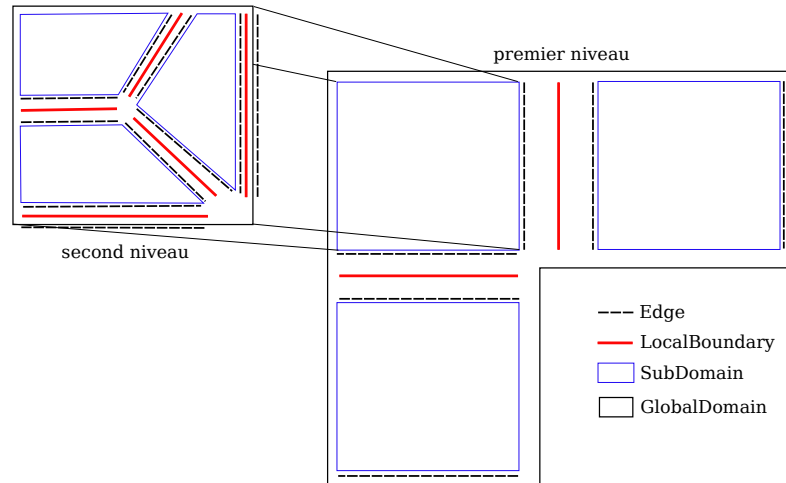 premier niveau
second niveau
Edge
LocalBoundary
SubDomain
GlobalDomain